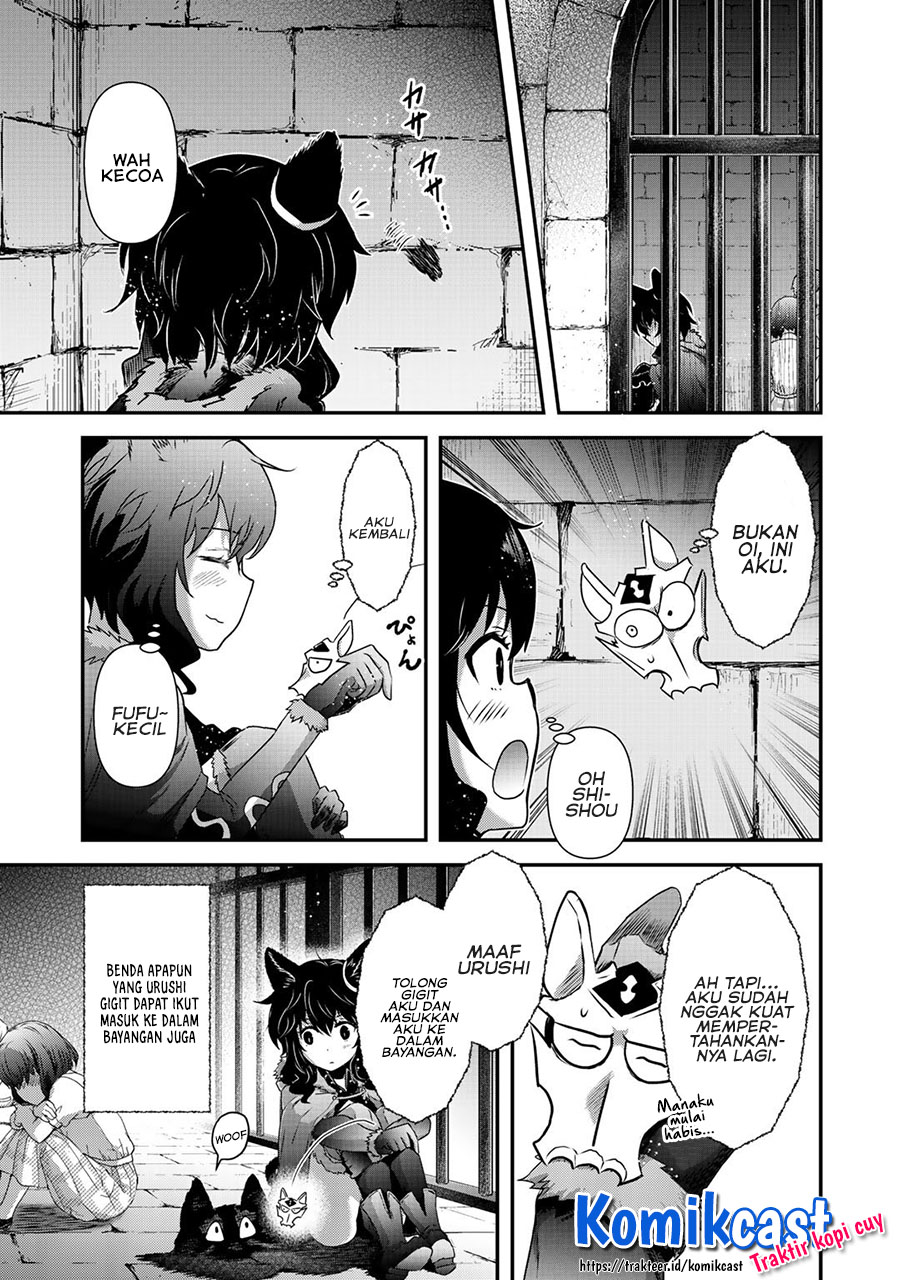 カサ
カサ…
WAH
KECOA
BUKAN
OI, INI
AKU.
OH
SHI-
SHOU
AKU
KEMBALI
ぴょん
FUFU~
KECIL
AH TAPI...
AKU SUDAH
NGGAK KUAT
MEMPER-
TAHANKAN-
NYA LAGI.
Manaku
mulai
habis...
MAAF
URUSHI
TOLONG
GIGIT
AKU DAN
MASUKKAN
AKU KE
DALAM
BAYANGAN.
BENDA APAPUN
YANG URUSHI
GIGIT DAPAT IKUT
MASUK KE DALAM
BAYANGAN JUGA
WOOF
Komikcast
Traktir kopi cuy
https://trakteer.id/komikcast